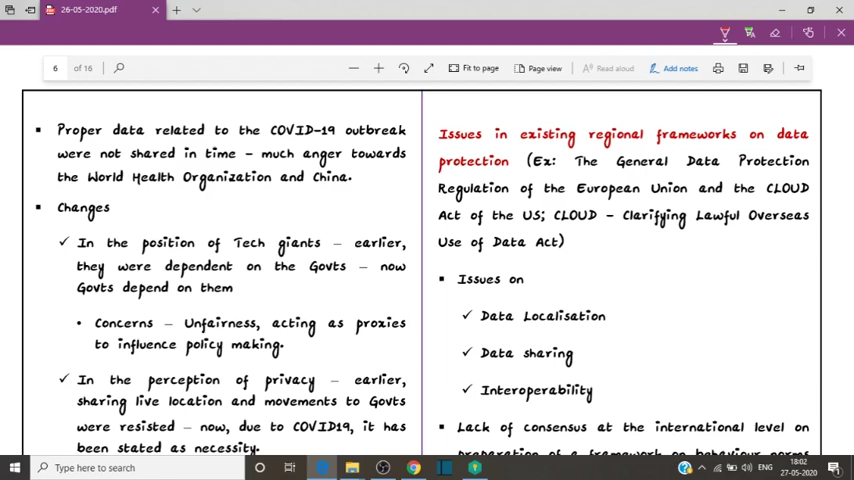 26-05-2020.pdf
6 of 16
Fit to page
Page view
Read aloud
Add notes
Proper data related to the COVID-19 outbreak
were not shared in time – much anger towards
the World Health Organization and China.
Changes
In the position of Tech giants – earlier,
they were dependent on the Govts – now
Govts depend on them
Concerns – Unfairness, acting as proxies
to influence policy making.
In the perception of privacy – earlier,
sharing live location and movements to Govts
were resisted – now, due to COVID19, it has
been stated as necessity.
Issues in existing regional frameworks on data
protection (Ex: The General Data Protection
Regulation of the European Union and the CLOUD
Act of the US; CLOUD – Clarifying Lawful Overseas
Use of Data Act)
Issues on
Data Localisation
Data sharing
Interoperability
Lack of consensus at the international level on
preparation of a framework on behaviour norms
Type here to search
ENG
18:02
27-05-2020